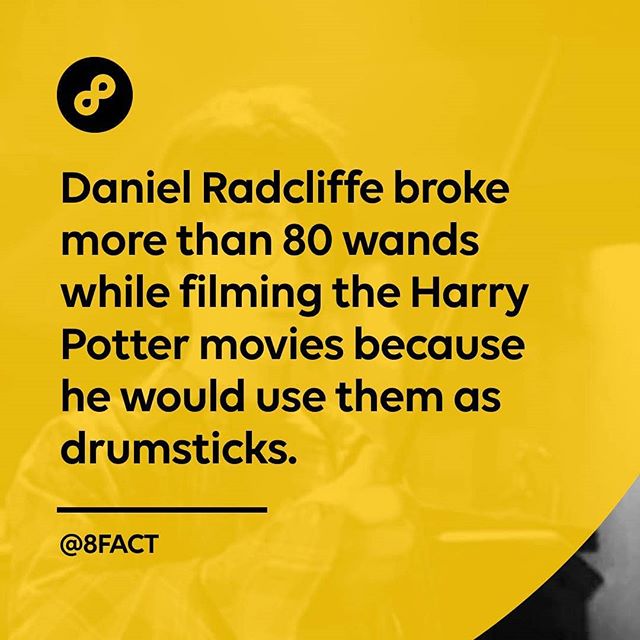 Daniel Radcliffe broke
more than 80 wands
while filming the Harry
Potter movies because
he would use them as
drumsticks.
@8FACT